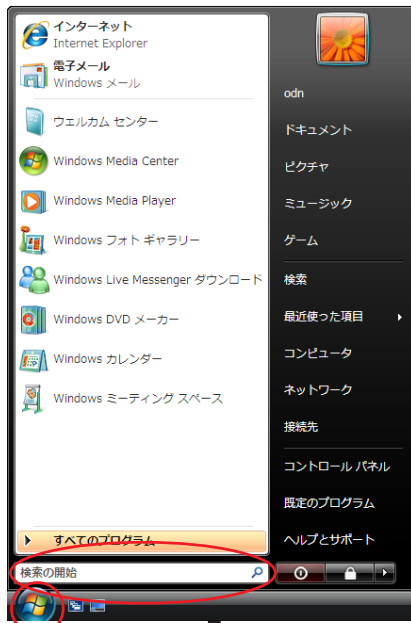 インターネット
Internet Explorer
電子メール
Windows メール
ウェルカム センター
Windows Media Center
Windows Media Player
Windows フォト ギャラリー
Windows Live Messenger ダウンロード
Windows DVD メーカー
Windows カレンダー
Windows ミーティング スペース
すべてのプログラム
検索の開始
odn
ドキュメント
ピクチャ
ミュージック
ゲーム
検索
最近使った項目
コンピュータ
ネットワーク
接続先
コントロール パネル
既定のプログラム
ヘルプとサポート